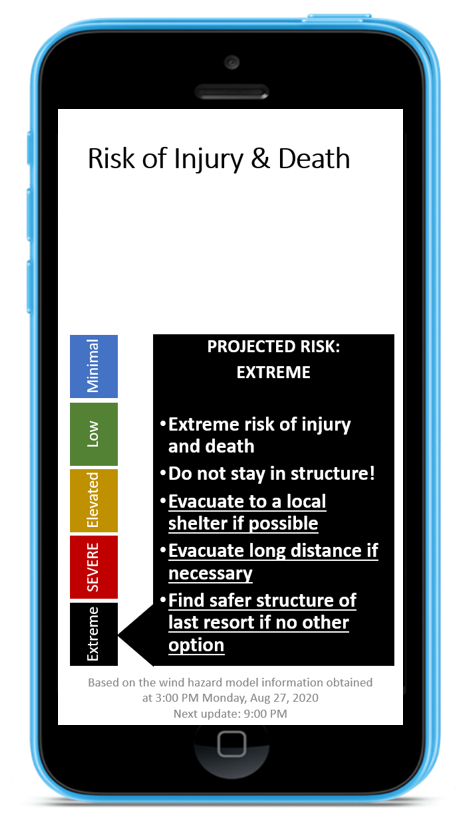 Risk of Injury & Death
Minimal
Low
Elevated
SEVERE
Extreme
PROJECTED RISK:
EXTREME
•Extreme risk of injury
and death
•Do not stay in structure!
•Evacuate to a local
shelter if possible
•Evacuate long distance if
necessary
•Find safer structure of
last resort if no other
option
Based on the wind hazard model information obtained
at 3:00 PM Monday, Aug 27, 2020
Next update: 9:00 PM